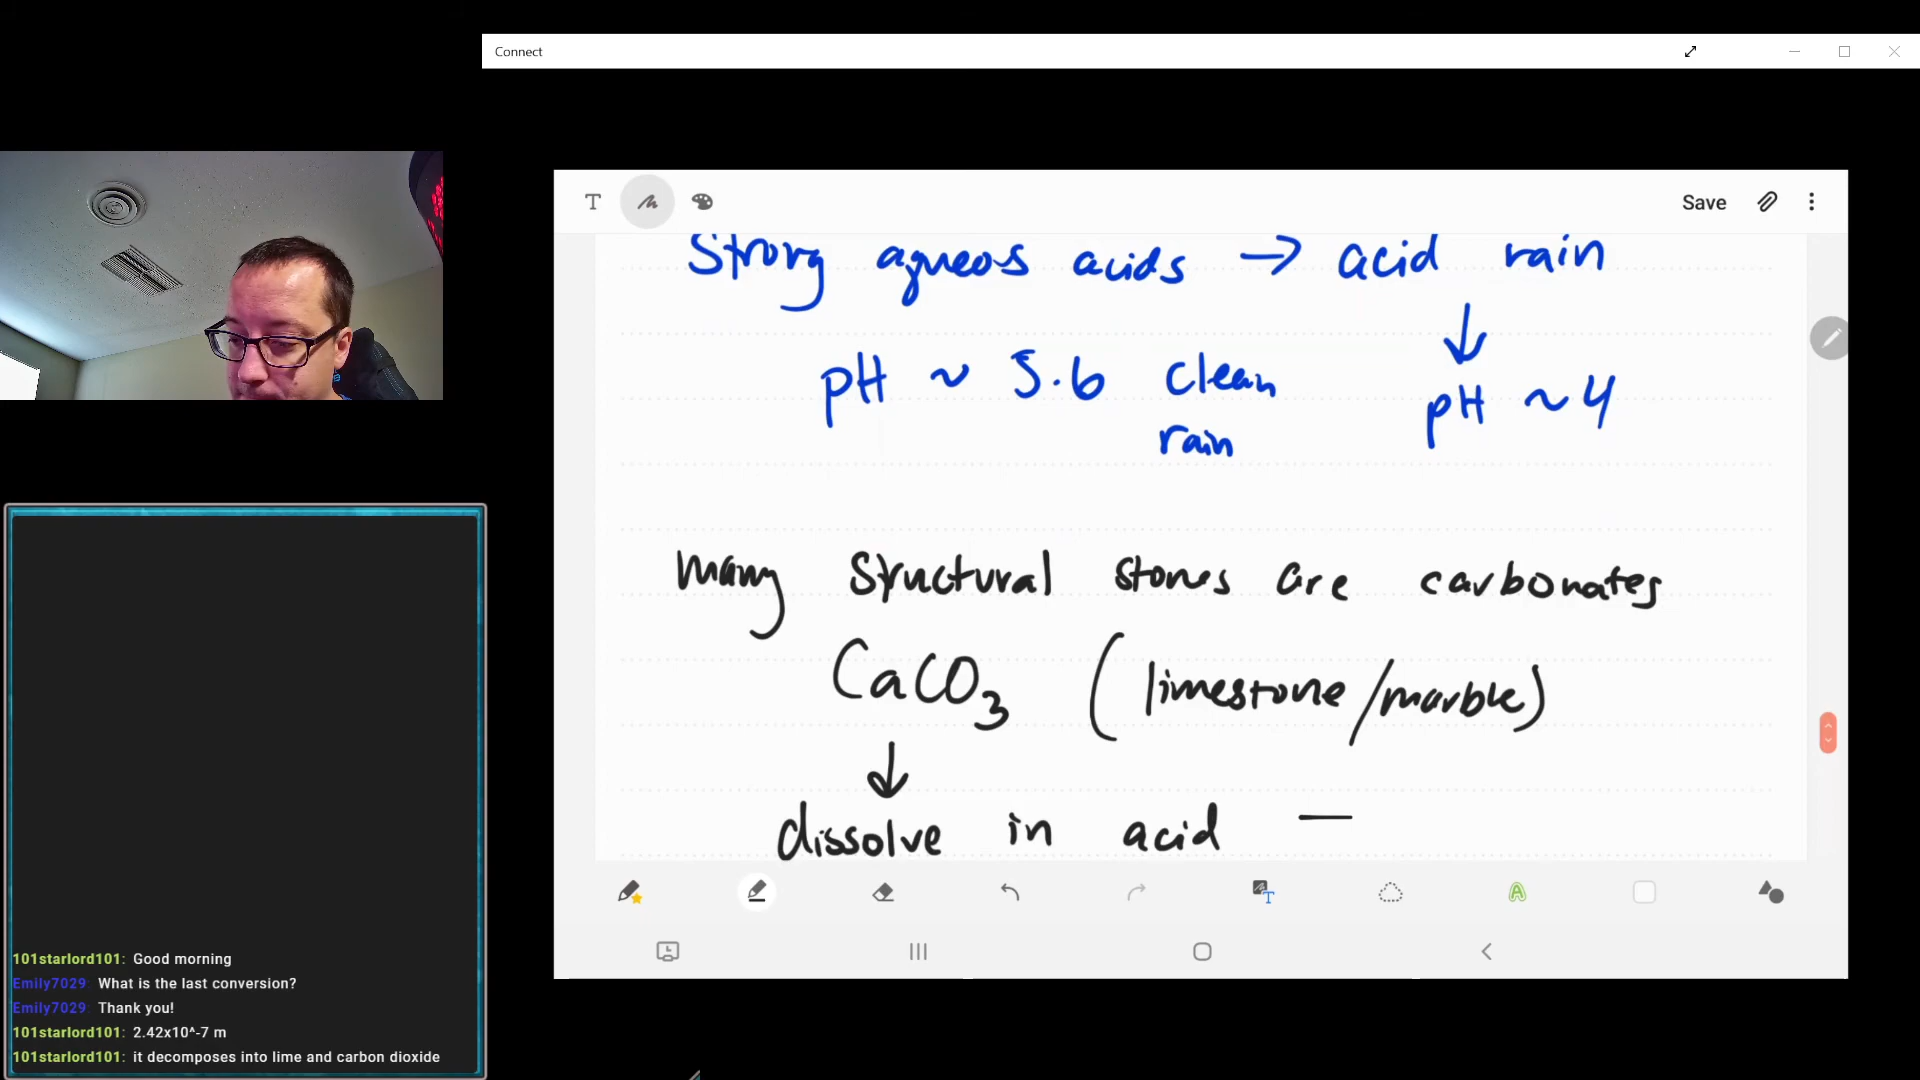 Connect
Save
Strong aqueos acids → acid rain
↓
pH ~ 5.6 clean rain
pH ~ 4
many structural stones are carbonates
CaCO3 (limestone/marble)
↓
dissolve in acid —
101starlord101: Good morning
Emily7029: What is the last conversion?
Emily7029: Thank you!
101starlord101: 2.42x10^-7 m
101starlord101: it decomposes into lime and carbon dioxide